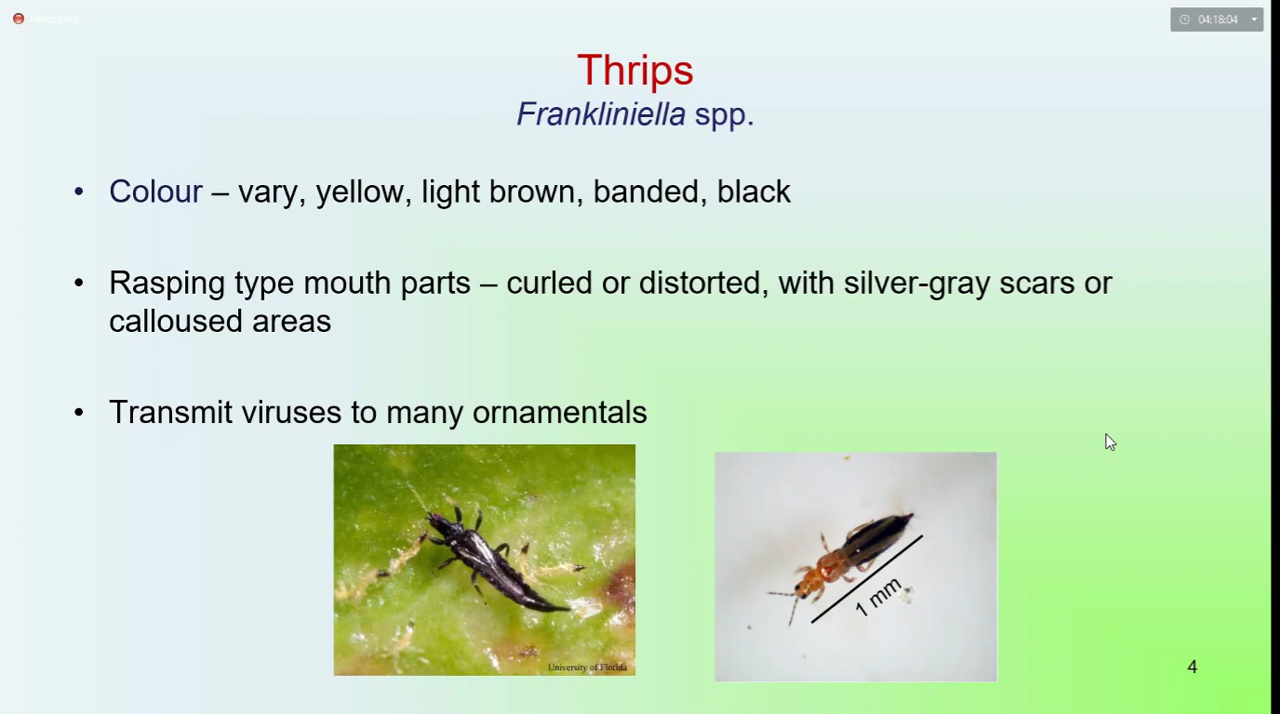 Recording
04:18:04
Thrips
Frankliniella spp.
• Colour – vary, yellow, light brown, banded, black
• Rasping type mouth parts – curled or distorted, with silver-gray scars or
calloused areas
• Transmit viruses to many ornamentals
University of Florida
1 mm
4